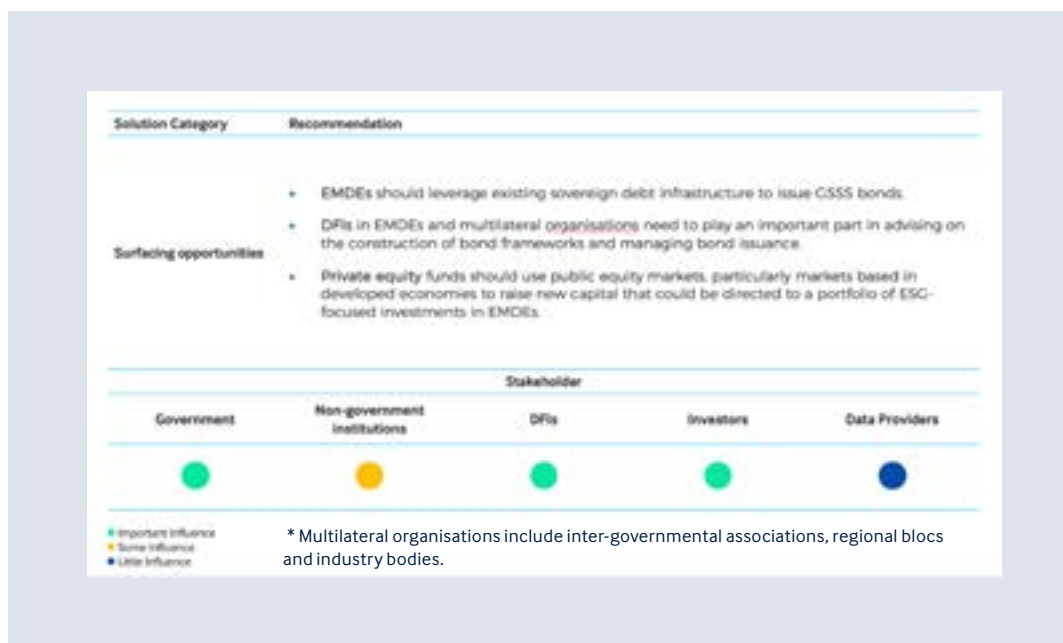 Solution Category Recommendation
• EMDEs should leverage existing sovereign debt infrastructure to issue GSSS bonds.
• DFIs in EMDEs and multilateral organisations need to play an important part in advising on
the construction of bond frameworks and managing bond issuance.
Surfacing opportunities
• Private equity funds should use public equity markets, particularly markets based in
developed economies to raise new capital that could be directed to a portfolio of ESG-
focused investments in EMDEs.
Stakeholder
Government Non-government institutions DFIs Investors Data Providers
Important Influence
Some Influence
Little Influence
* Multilateral organisations include inter-governmental associations, regional blocs
and industry bodies.